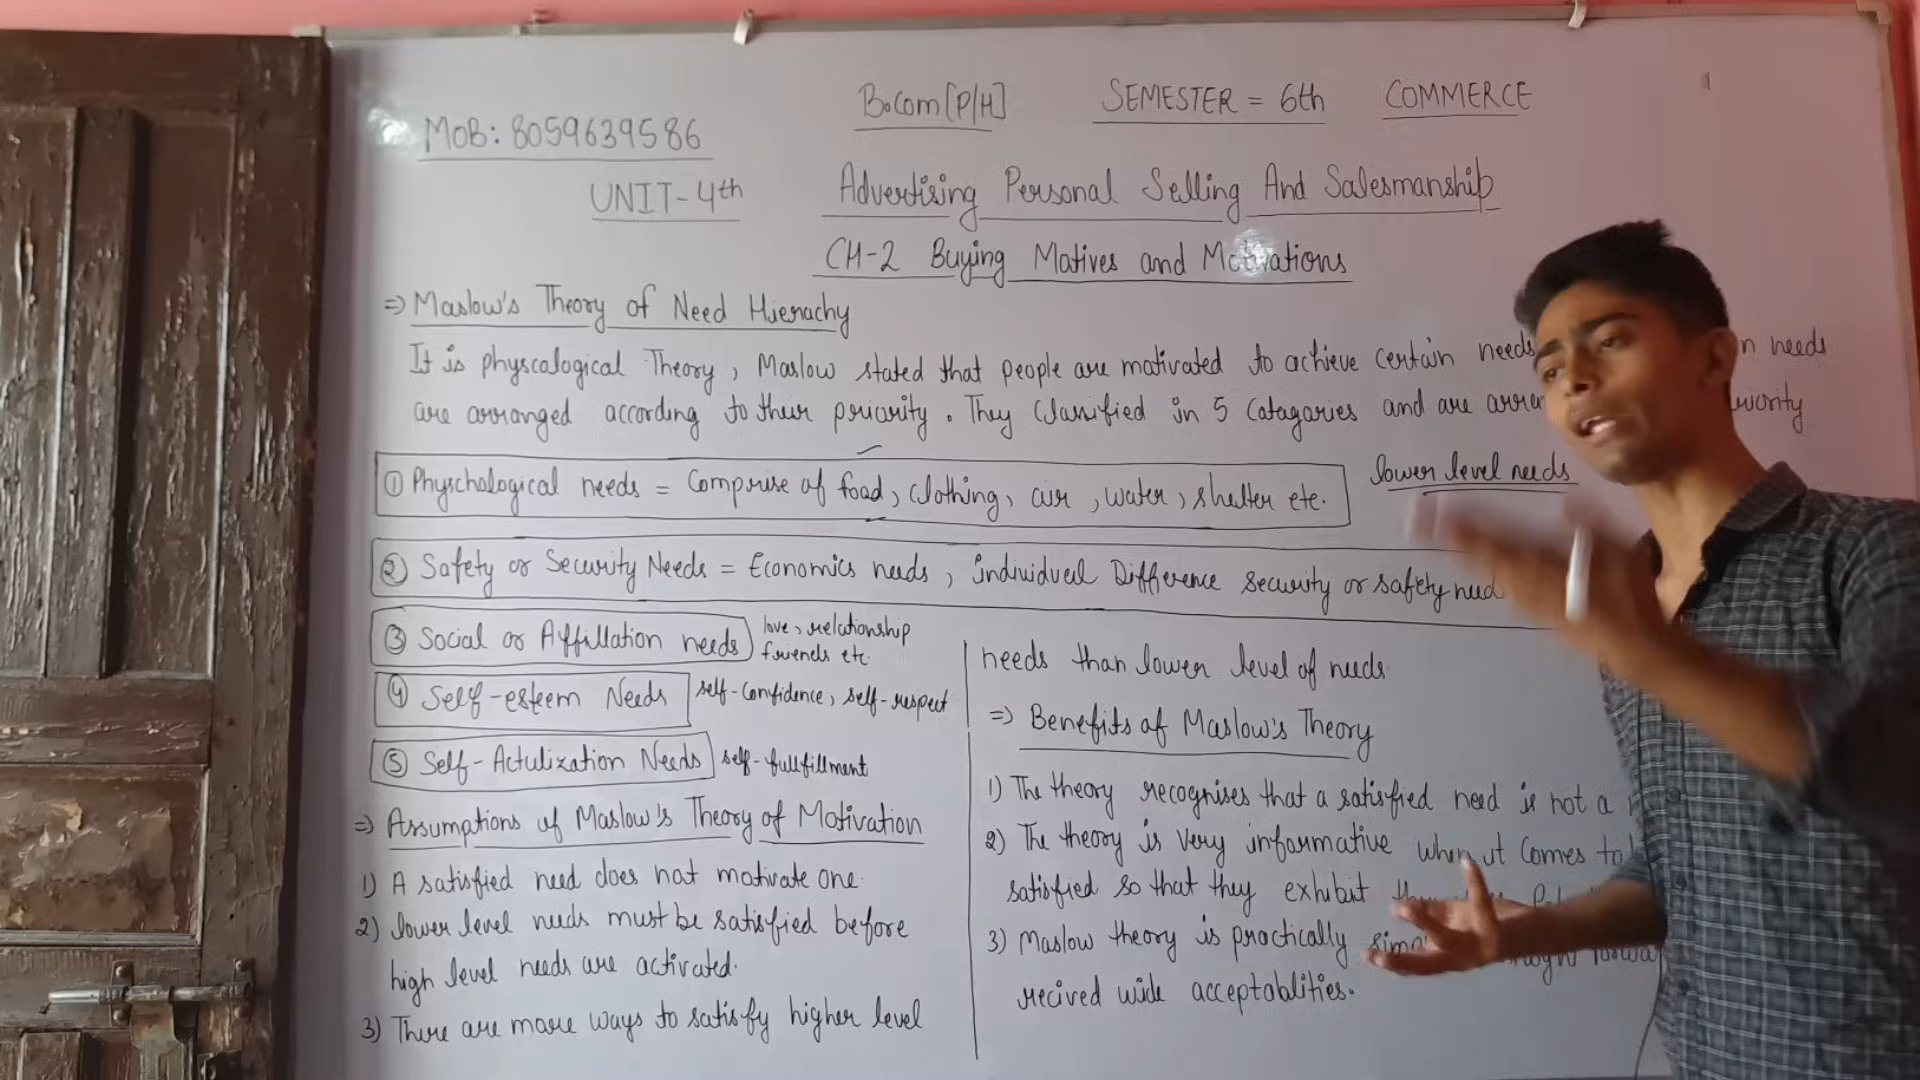 B.Com[P/H] SEMESTER = 6th COMMERCE
MOB: 8059639586
UNIT-4th Advertising Personal Selling And Salesmanship
CH-2 Buying Motives and Motivations
=> Maslow's Theory of Need Hierachy
It is physcological Theory, Maslow stated that people are motivated to achieve certain needs needs
are arranged according to their priority. They Classified in 5 Catagaries and are
① Physchological needs = Comprise of food, clothing, air, water, shelter etc.
lower level needs
② Safety or Security Needs = Economics needs, individual Difference security or safety need
③ Social or Affillation needs love, relationship
friends etc.
④ Self-esteem Needs self-confidence, self-respect
⑤ Self-Actulization Needs self-fullfillment
=> Assumptions of Maslow's Theory of Motivation
1) A satisfied need does not motivate one.
2) lower level needs must be satisfied before
high level needs are activated.
3) There are more ways to satisfy higher level
needs than lower level of needs.
=> Benefits of Maslow's Theory
1) The theory recognises that a satisfied need is not a
2) The theory is very informative when it comes to
satisfied so that they exhibit
3) Maslow theory is practically
recived wide acceptablities.